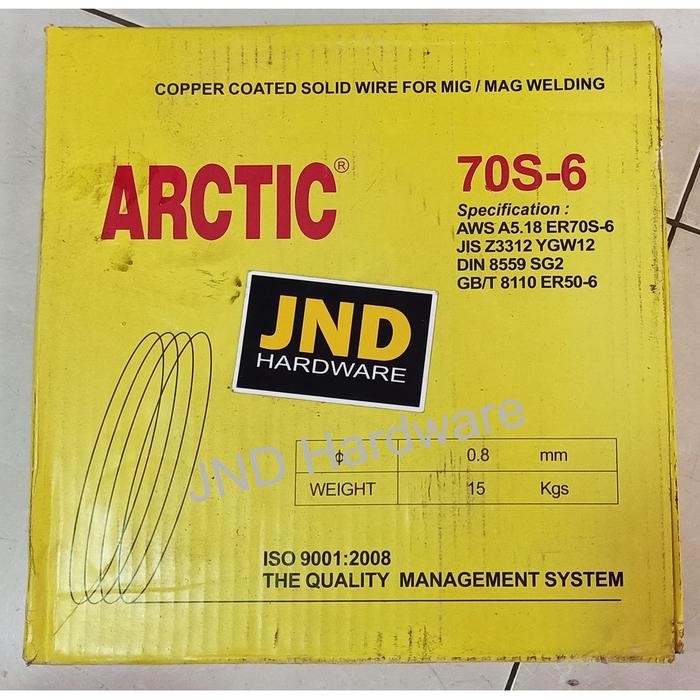 COPPER COATED SOLID WIRE FOR MIG / MAG WELDING
ARCTIC®
70S-6
Specification :
AWS A5.18 ER70S-6
JIS Z3312 YGW12
DIN 8559 SG2
GB/T 8110 ER50-6
JND
HARDWARE
JND Hardware
ϕ 0.8 mm
WEIGHT 15 Kgs
ISO 9001:2008
THE QUALITY MANAGEMENT SYSTEM